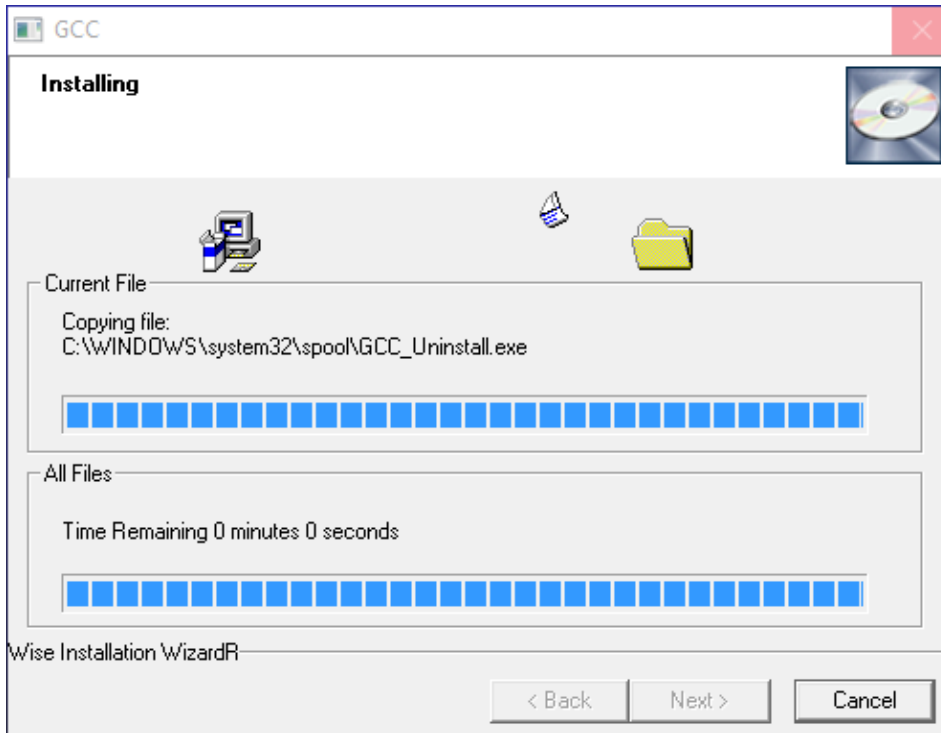 GCC
Installing
Current File
Copying file:
C:\WINDOWS\system32\spool\GCC_Uninstall.exe
All Files
Time Remaining 0 minutes 0 seconds
Wise Installation WizardR
< Back
Next >
Cancel